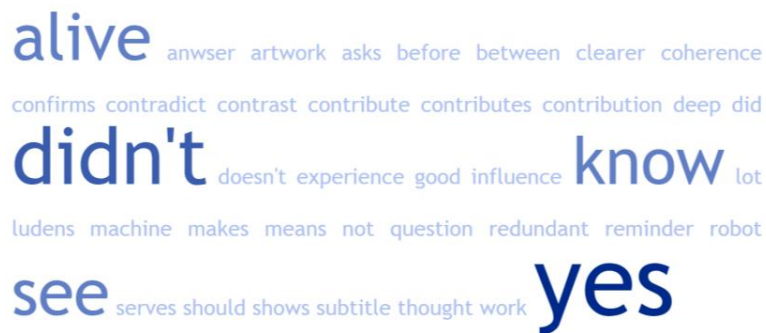 alive anwser artwork asks before between clearer coherence
confirms contradict contrast contribute contributes contribution deep did
didn't doesn't experience good influence know lot
ludens machine makes means not question redundant reminder robot
see serves should shows subtitle thought work yes